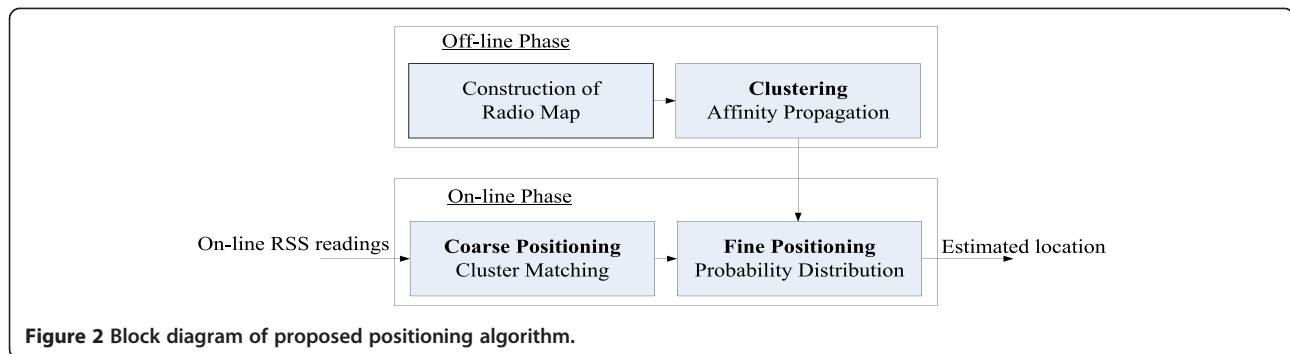 Off-line Phase
Construction of
Radio Map
Clustering
Affinity Propagation
On-line Phase
On-line RSS readings
Coarse Positioning
Cluster Matching
Fine Positioning
Probability Distribution
Estimated location
Figure 2 Block diagram of proposed positioning algorithm.